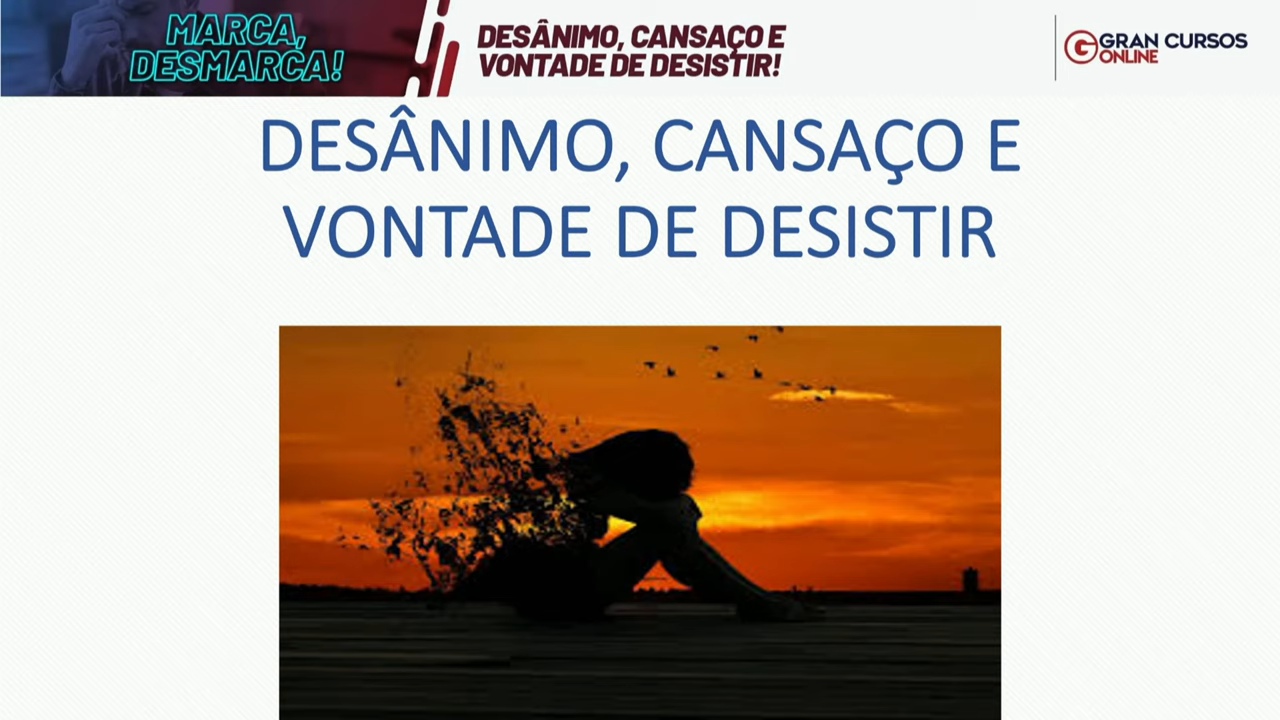 MARCA,
DESMARCA!
DESÂNIMO, CANSAÇO E
VONTADE DE DESISTIR!
GRAN CURSOS
ONLINE
DESÂNIMO, CANSAÇO E
VONTADE DE DESISTIR